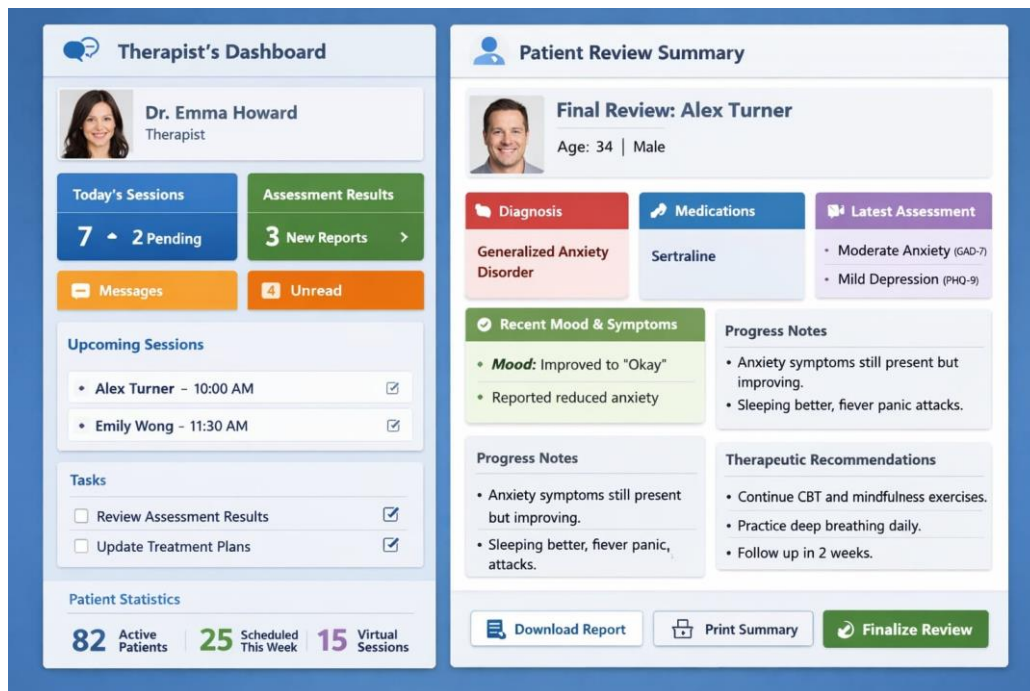 Therapist's Dashboard
Dr. Emma Howard
Therapist
Today's Sessions
7 2 Pending
Assessment Results
3 New Reports >
Messages
4 Unread
Upcoming Sessions
• Alex Turner – 10:00 AM
• Emily Wong – 11:30 AM
Tasks
Review Assessment Results
Update Treatment Plans
Patient Statistics
82 Active Patients
25 Scheduled This Week
15 Virtual Sessions
Patient Review Summary
Final Review: Alex Turner
Age: 34 | Male
Diagnosis
Generalized Anxiety
Disorder
Medications
Sertraline
Latest Assessment
• Moderate Anxiety (GAD-7)
• Mild Depression (PHQ-9)
Recent Mood & Symptoms
• Mood: Improved to "Okay"
• Reported reduced anxiety
Progress Notes
• Anxiety symptoms still present but
improving.
• Sleeping better, fiever panic attacks.
Progress Notes
• Anxiety symptoms still present
but improving.
• Sleeping better, fiever panic,
attacks.
Therapeutic Recommendations
• Continue CBT and mindfulness exercises.
• Practice deep breathing daily.
• Follow up in 2 weeks.
Download Report
Print Summary
Finalize Review